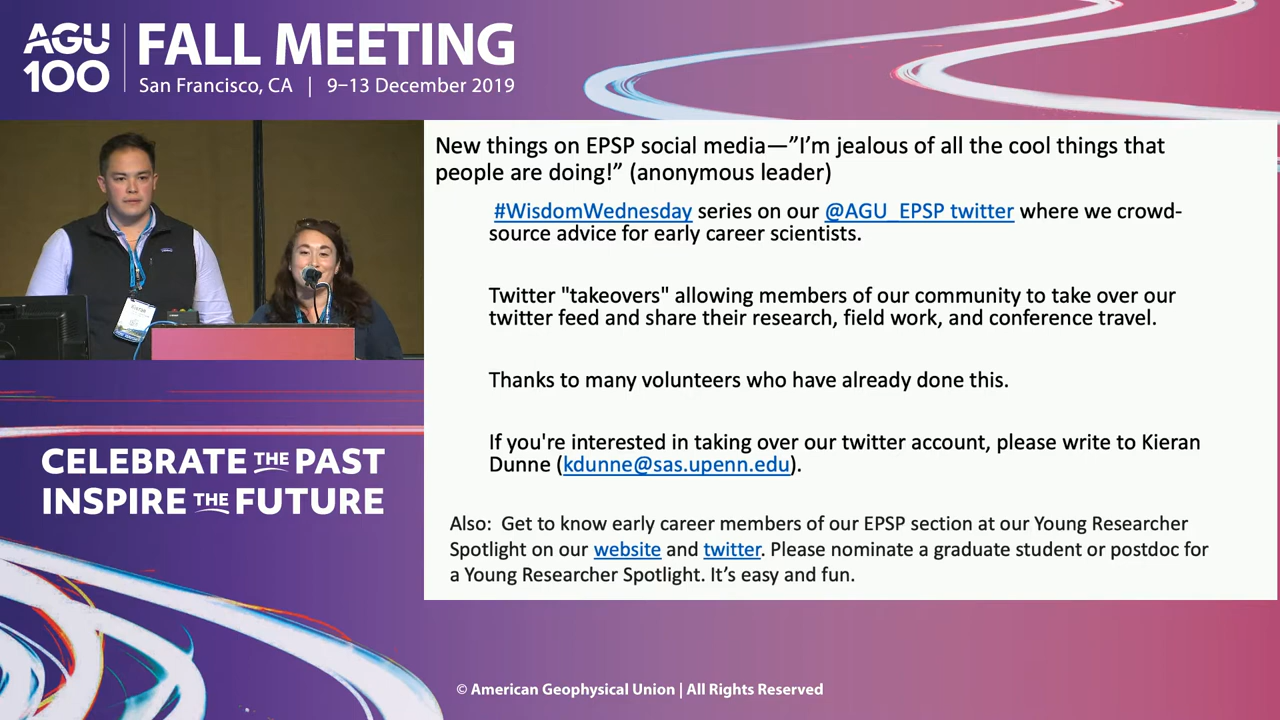 AGU 100
FALL MEETING
San Francisco, CA | 9–13 December 2019
New things on EPSP social media—”I’m jealous of all the cool things that
people are doing!” (anonymous leader)
#WisdomWednesday series on our @AGU_EPSP twitter where we crowd-
source advice for early career scientists.
Twitter "takeovers" allowing members of our community to take over our
twitter feed and share their research, field work, and conference travel.
Thanks to many volunteers who have already done this.
If you're interested in taking over our twitter account, please write to Kieran
Dunne (kdunne@sas.upenn.edu).
Also:  Get to know early career members of our EPSP section at our Young Researcher
Spotlight on our website and twitter. Please nominate a graduate student or postdoc for
a Young Researcher Spotlight. It’s easy and fun.
CELEBRATE THE PAST
INSPIRE THE FUTURE
© American Geophysical Union | All Rights Reserved